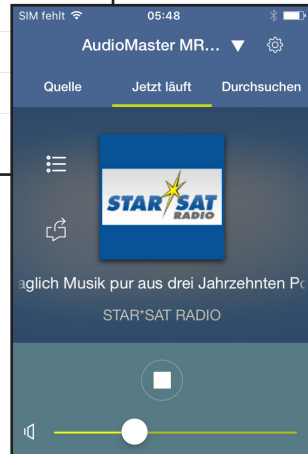 SIM fehlt 05:48
AudioMaster MR...
Quelle Jetzt läuft Durchsuchen
STAR*SAT
RADIO
aglich Musik pur aus drei Jahrzehnten Po
STAR*SAT RADIO